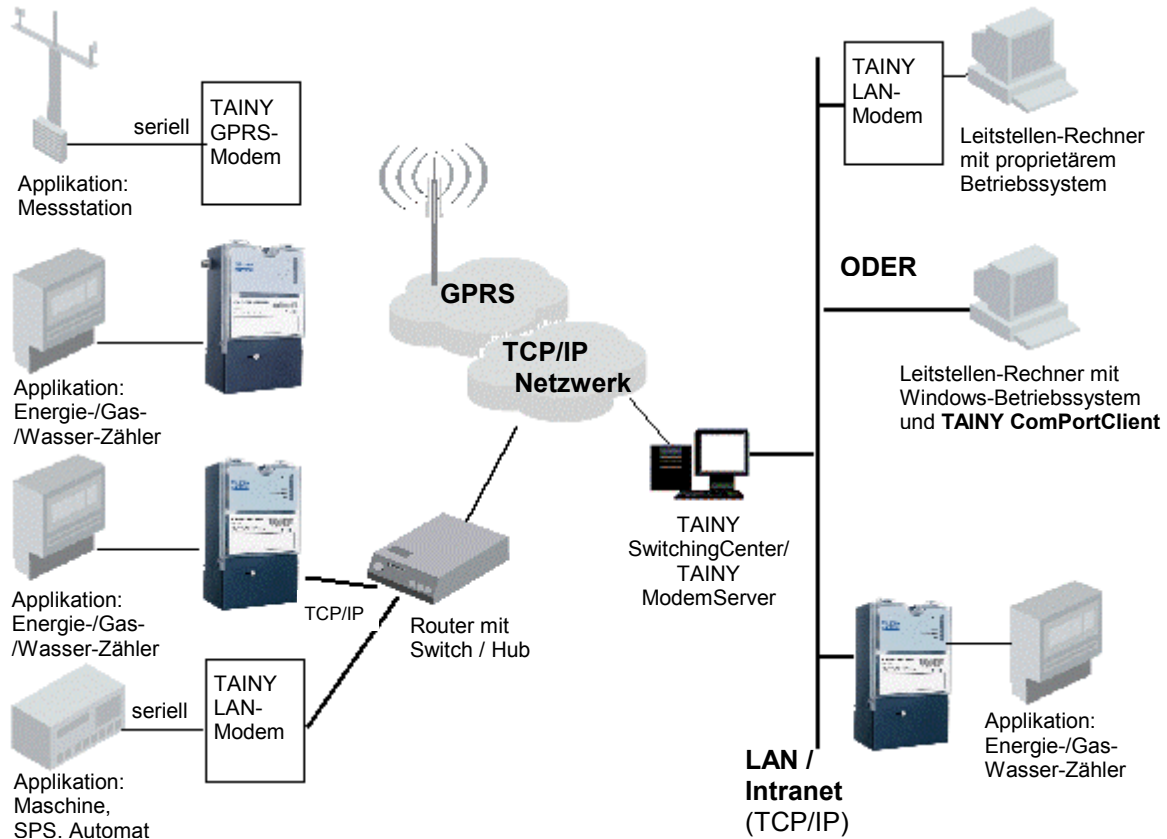 seriell
TAINY
GPRS-
Modem
Applikation:
Messstation
Applikation:
Energie-/Gas-
/Wasser-Zähler
Applikation:
Energie-/Gas-
/Wasser-Zähler
TCP/IP
seriell
TAINY
LAN-
Modem
Applikation:
Maschine,
SPS, Automat
GPRS
TCP/IP
Netzwerk
Router mit
Switch / Hub
TAINY
SwitchingCenter/
TAINY
ModemServer
TAINY
LAN-
Modem
Leitstellen-Rechner
mit proprietärem
Betriebssystem
ODER
Leitstellen-Rechner mit
Windows-Betriebssystem
und TAINY ComPortClient
Applikation:
Energie-/Gas-
Wasser-Zähler
LAN /
Intranet
(TCP/IP)